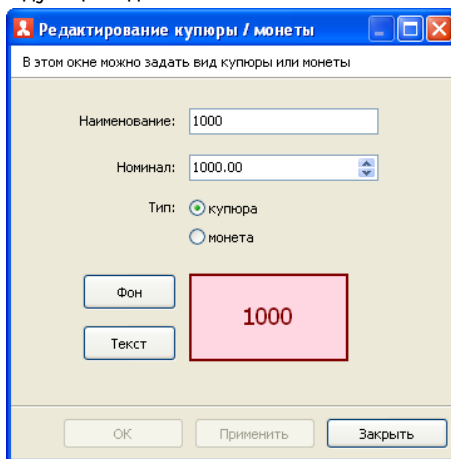 Редактирование купюры / монеты
В этом окне можно задать вид купюры или монеты
Наименование: 1000
Номинал: 1000.00
Тип: купюра
монета
Фон
1000
Текст
ОК Применить Закрыть